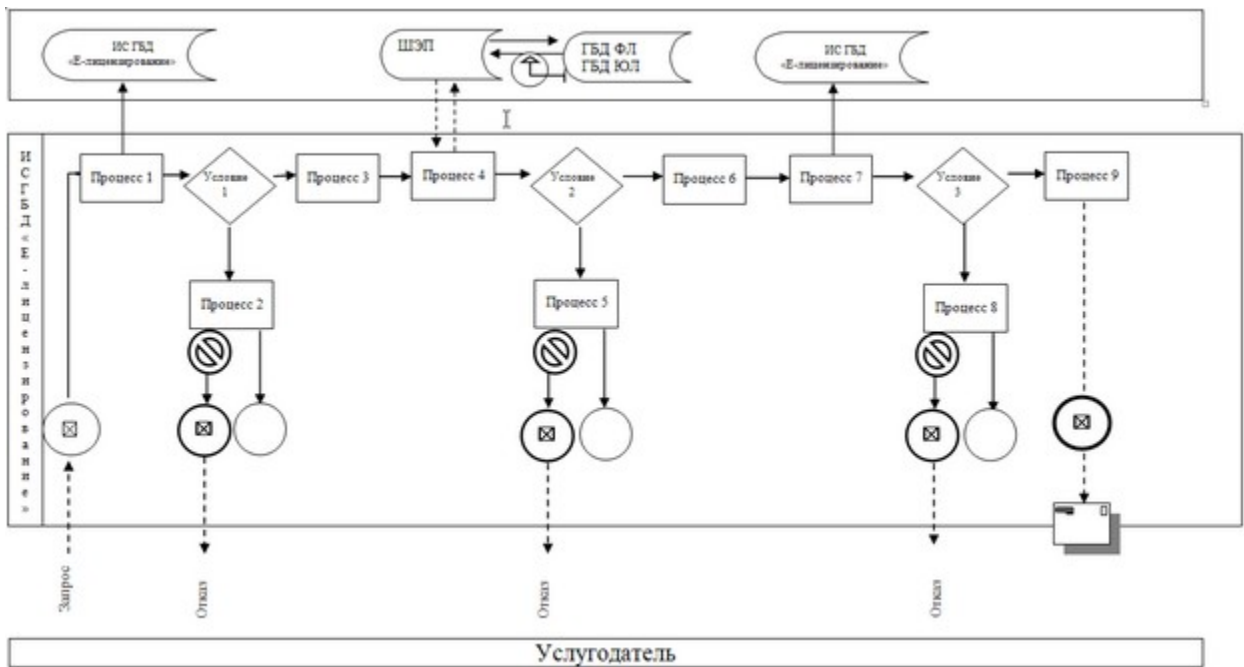 ИС ГБД
«Е-лицензирование»
ШЭП
ГБД ФЛ
ГБД ЮЛ
ИС ГБД
«Е-лицензирование»
ИС ГБД «Е-лицензирование»
Процесс 1
Условие
1
Процесс 3
Процесс 4
Условие
2
Процесс 6
Процесс 7
Условие
3
Процесс 9
Процесс 2
Процесс 5
Процесс 8
Запрос
Отказ
Отказ
Отказ
Услугодатель